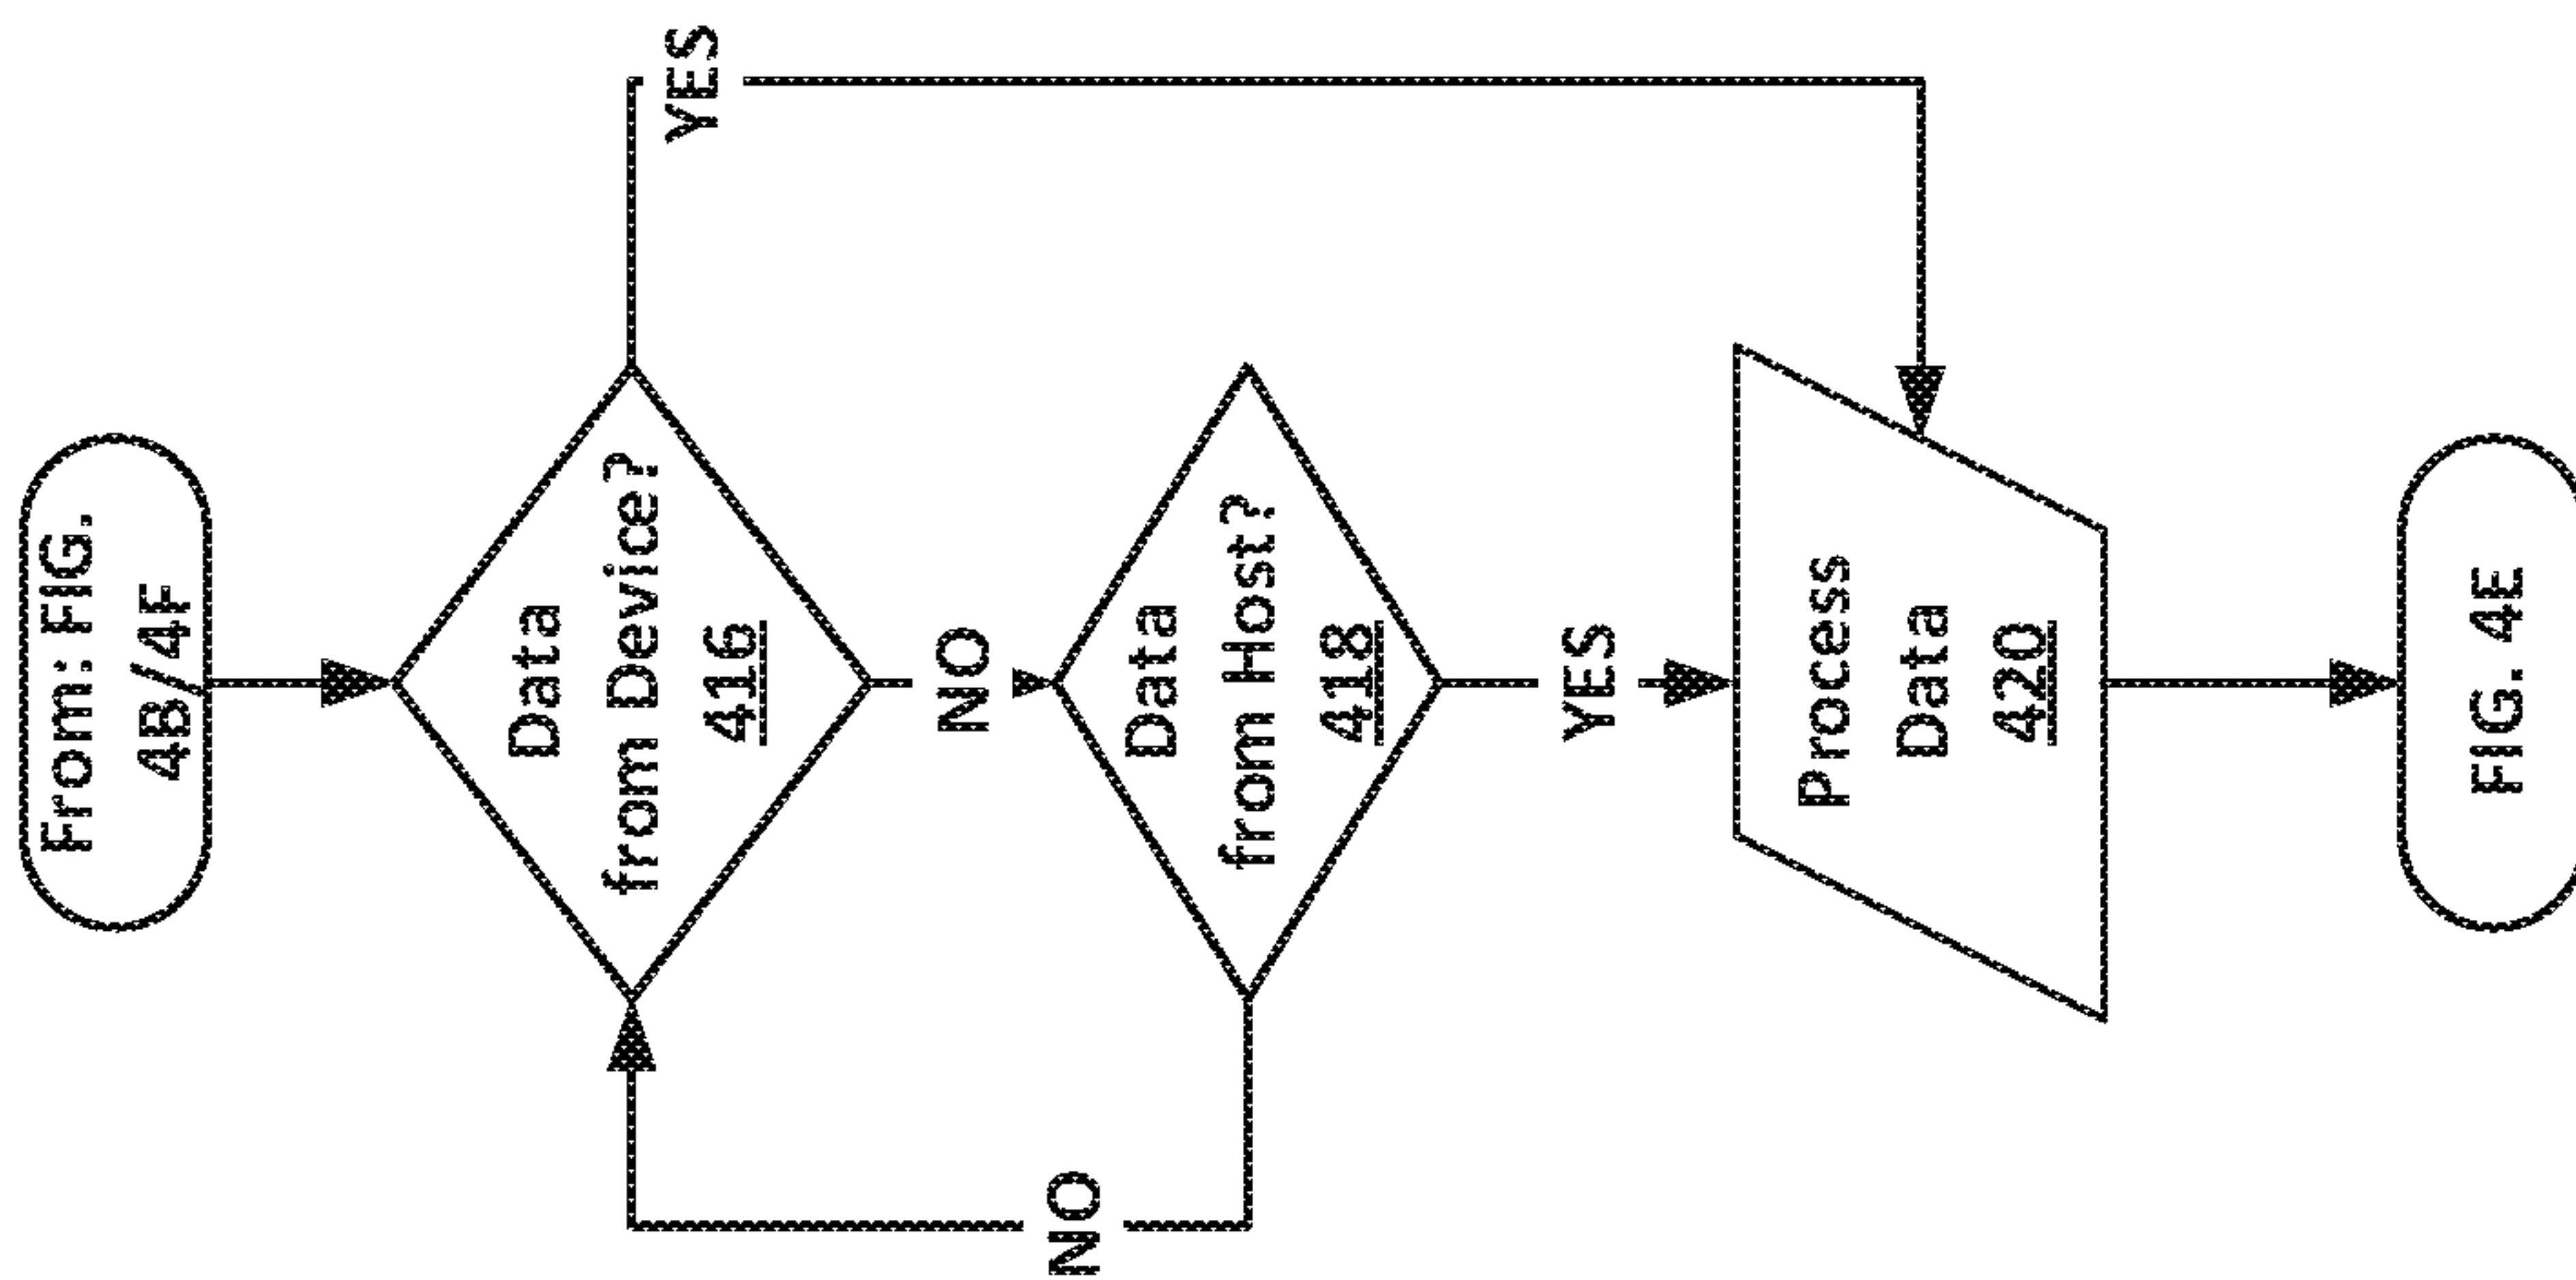 From: FIG.
4B/4F
Data
from Device?
416
YES
NO
Data
from Host?
418
NO
YES
Process
Data
420
FIG. 4E